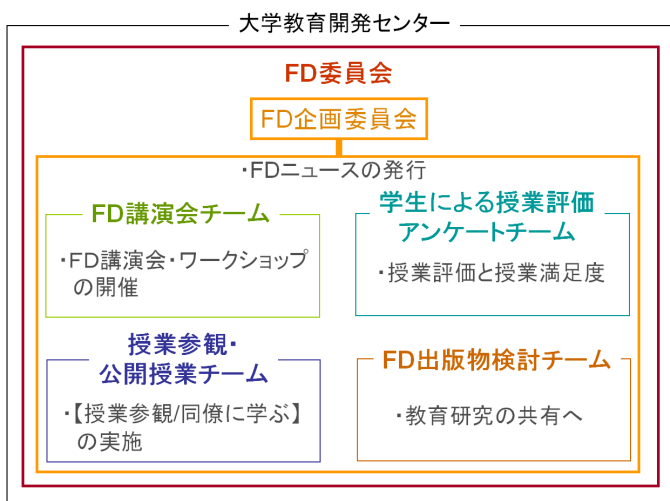 大学教育開発センター
FD委員会
FD企画委員会
・FDニュースの発行
FD講演会チーム
・FD講演会・ワークショップ
の開催
学生による授業評価
アンケートチーム
・授業評価と授業満足度
授業参観・
公開授業チーム
・【授業参観/同僚に学ぶ】
の実施
FD出版物検討チーム
・教育研究の共有へ